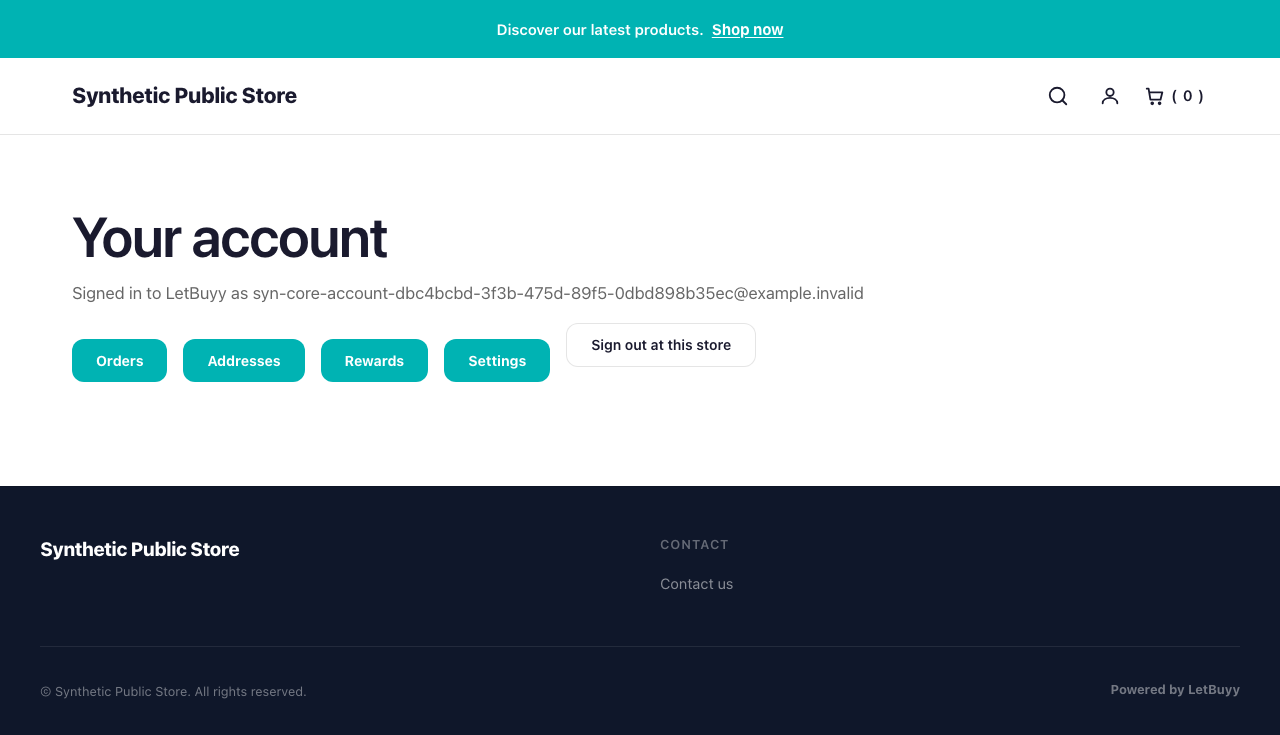 Discover our latest products. Shop now
Synthetic Public Store
( 0 )
Your account
Signed in to LetBuyy as syn-core-account-dbc4bcbd-3f3b-475d-89f5-0dbd898b35ec@example.invalid
Orders
Addresses
Rewards
Settings
Sign out at this store
Synthetic Public Store
CONTACT
Contact us
© Synthetic Public Store. All rights reserved.
Powered by LetBuyy